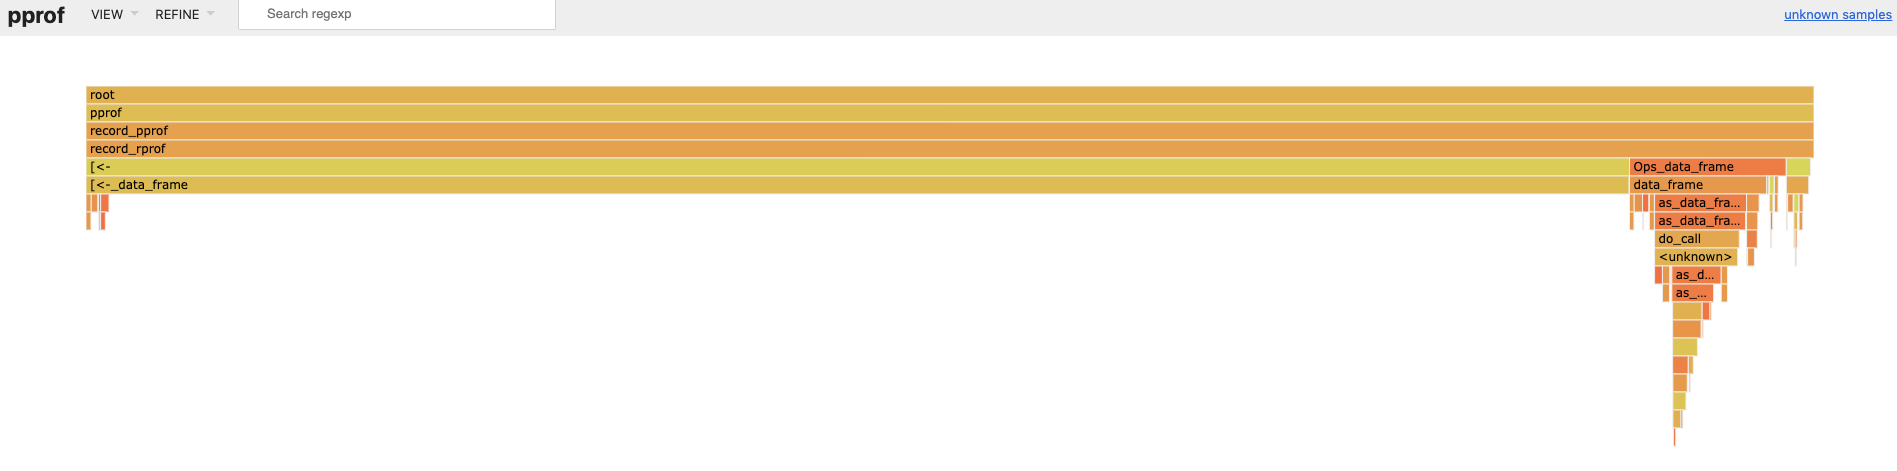 pprof VIEW REFINE Search regexp unknown samples
root
pprof
record_pprof
record_rprof
[<- Ops_data_frame
[<-_data_frame data_frame
as_data_fra...
as_data_fra...
do_call
<unknown>
as_d...
as_...